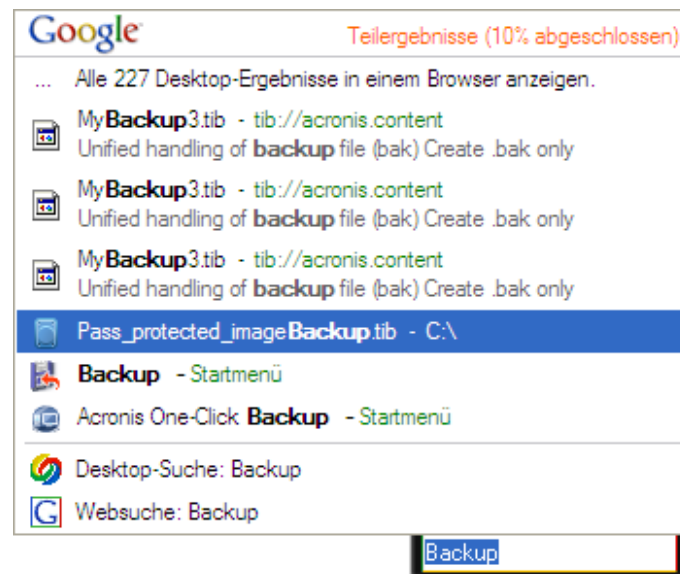 Google Teilergebnisse (10% abgeschlossen)
... Alle 227 Desktop-Ergebnisse in einem Browser anzeigen.
MyBackup3.tib - tib://acronis.content
Unified handling of backup file (bak) Create .bak only
MyBackup3.tib - tib://acronis.content
Unified handling of backup file (bak) Create .bak only
MyBackup3.tib - tib://acronis.content
Unified handling of backup file (bak) Create .bak only
Pass_protected_imageBackup.tib - C:\
Backup - Startmenü
Acronis One-Click Backup - Startmenü
Desktop-Suche: Backup
G Websuche: Backup
Backup